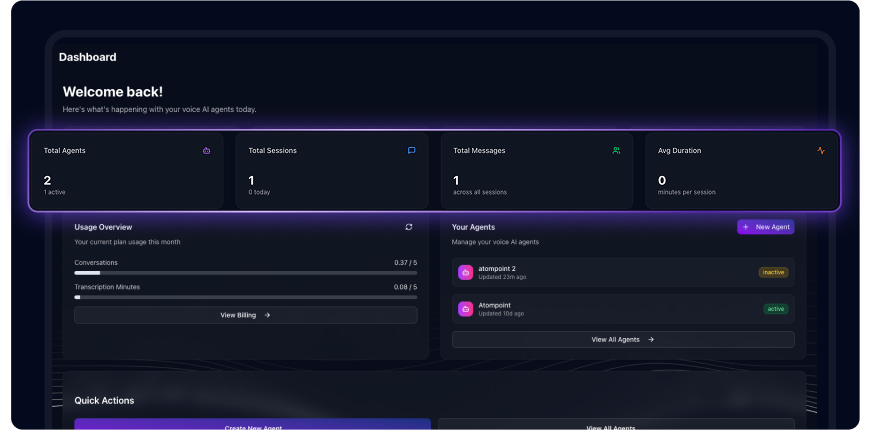 Dashboard
Welcome back!
Here's what's happening with your voice AI agents today.
Total Agents
2
1 active
Total Sessions
1
0 today
Total Messages
1
across all sessions
Avg Duration
0
minutes per session
Usage Overview
Your current plan usage this month
Conversations 0.37 / 5
Transcription Minutes 0.08 / 5
View Billing →
Your Agents
+ New Agent
Manage your voice AI agents
atompoint 2
Updated 23m ago
inactive
Atompoint
Updated 10d ago
active
View All Agents →
Quick Actions
Create New Agent
View All Agents